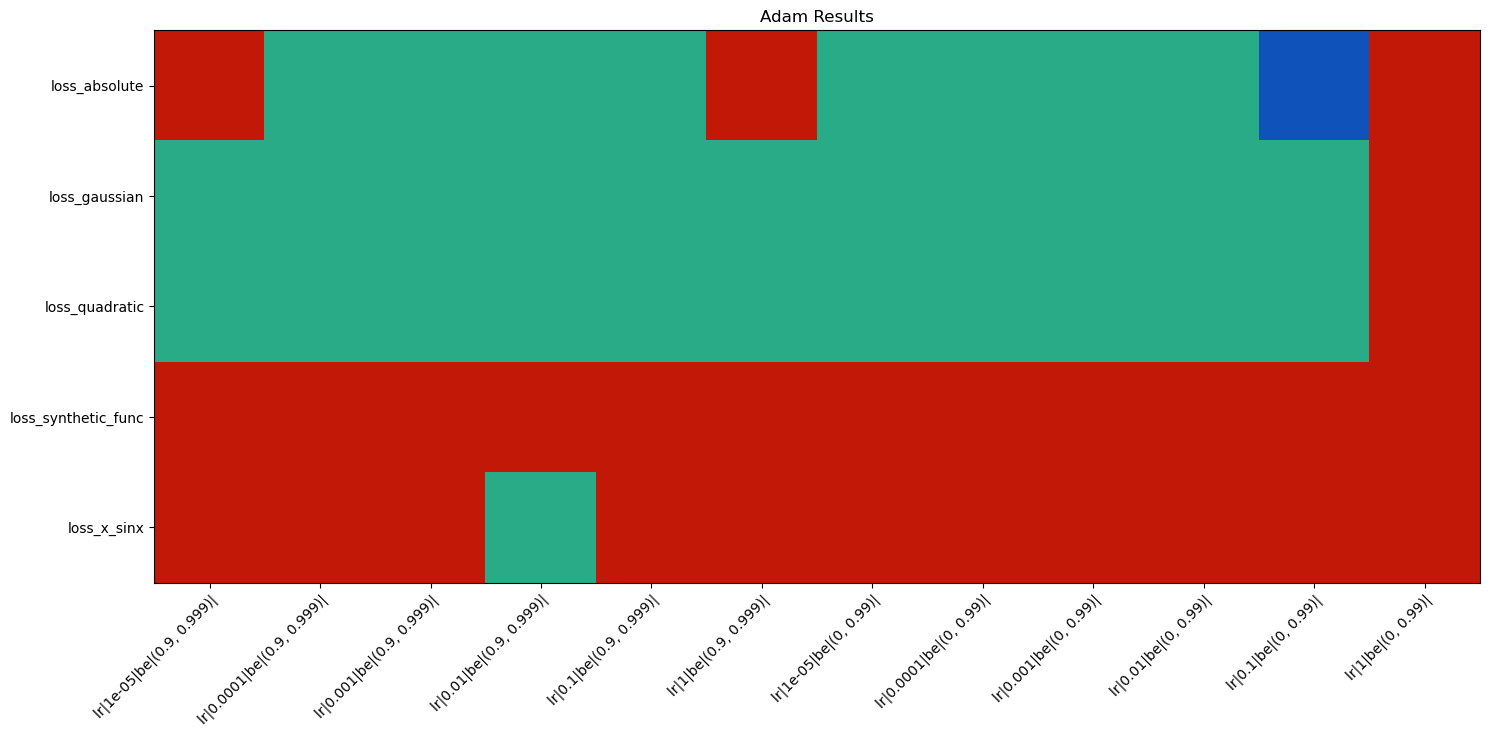 Adam Results
loss_absolute
loss_gaussian
loss_quadratic
loss_synthetic_func
loss_x_sinx
lr|1e-05|be|(0.9, 0.999)|
lr|0.0001|be|(0.9, 0.999)|
lr|0.001|be|(0.9, 0.999)|
lr|0.01|be|(0.9, 0.999)|
lr|0.1|be|(0.9, 0.999)|
lr|1|be|(0.9, 0.999)|
lr|1e-05|be|(0, 0.99)|
lr|0.0001|be|(0, 0.99)|
lr|0.001|be|(0, 0.99)|
lr|0.01|be|(0, 0.99)|
lr|0.1|be|(0, 0.99)|
lr|1|be|(0, 0.99)|